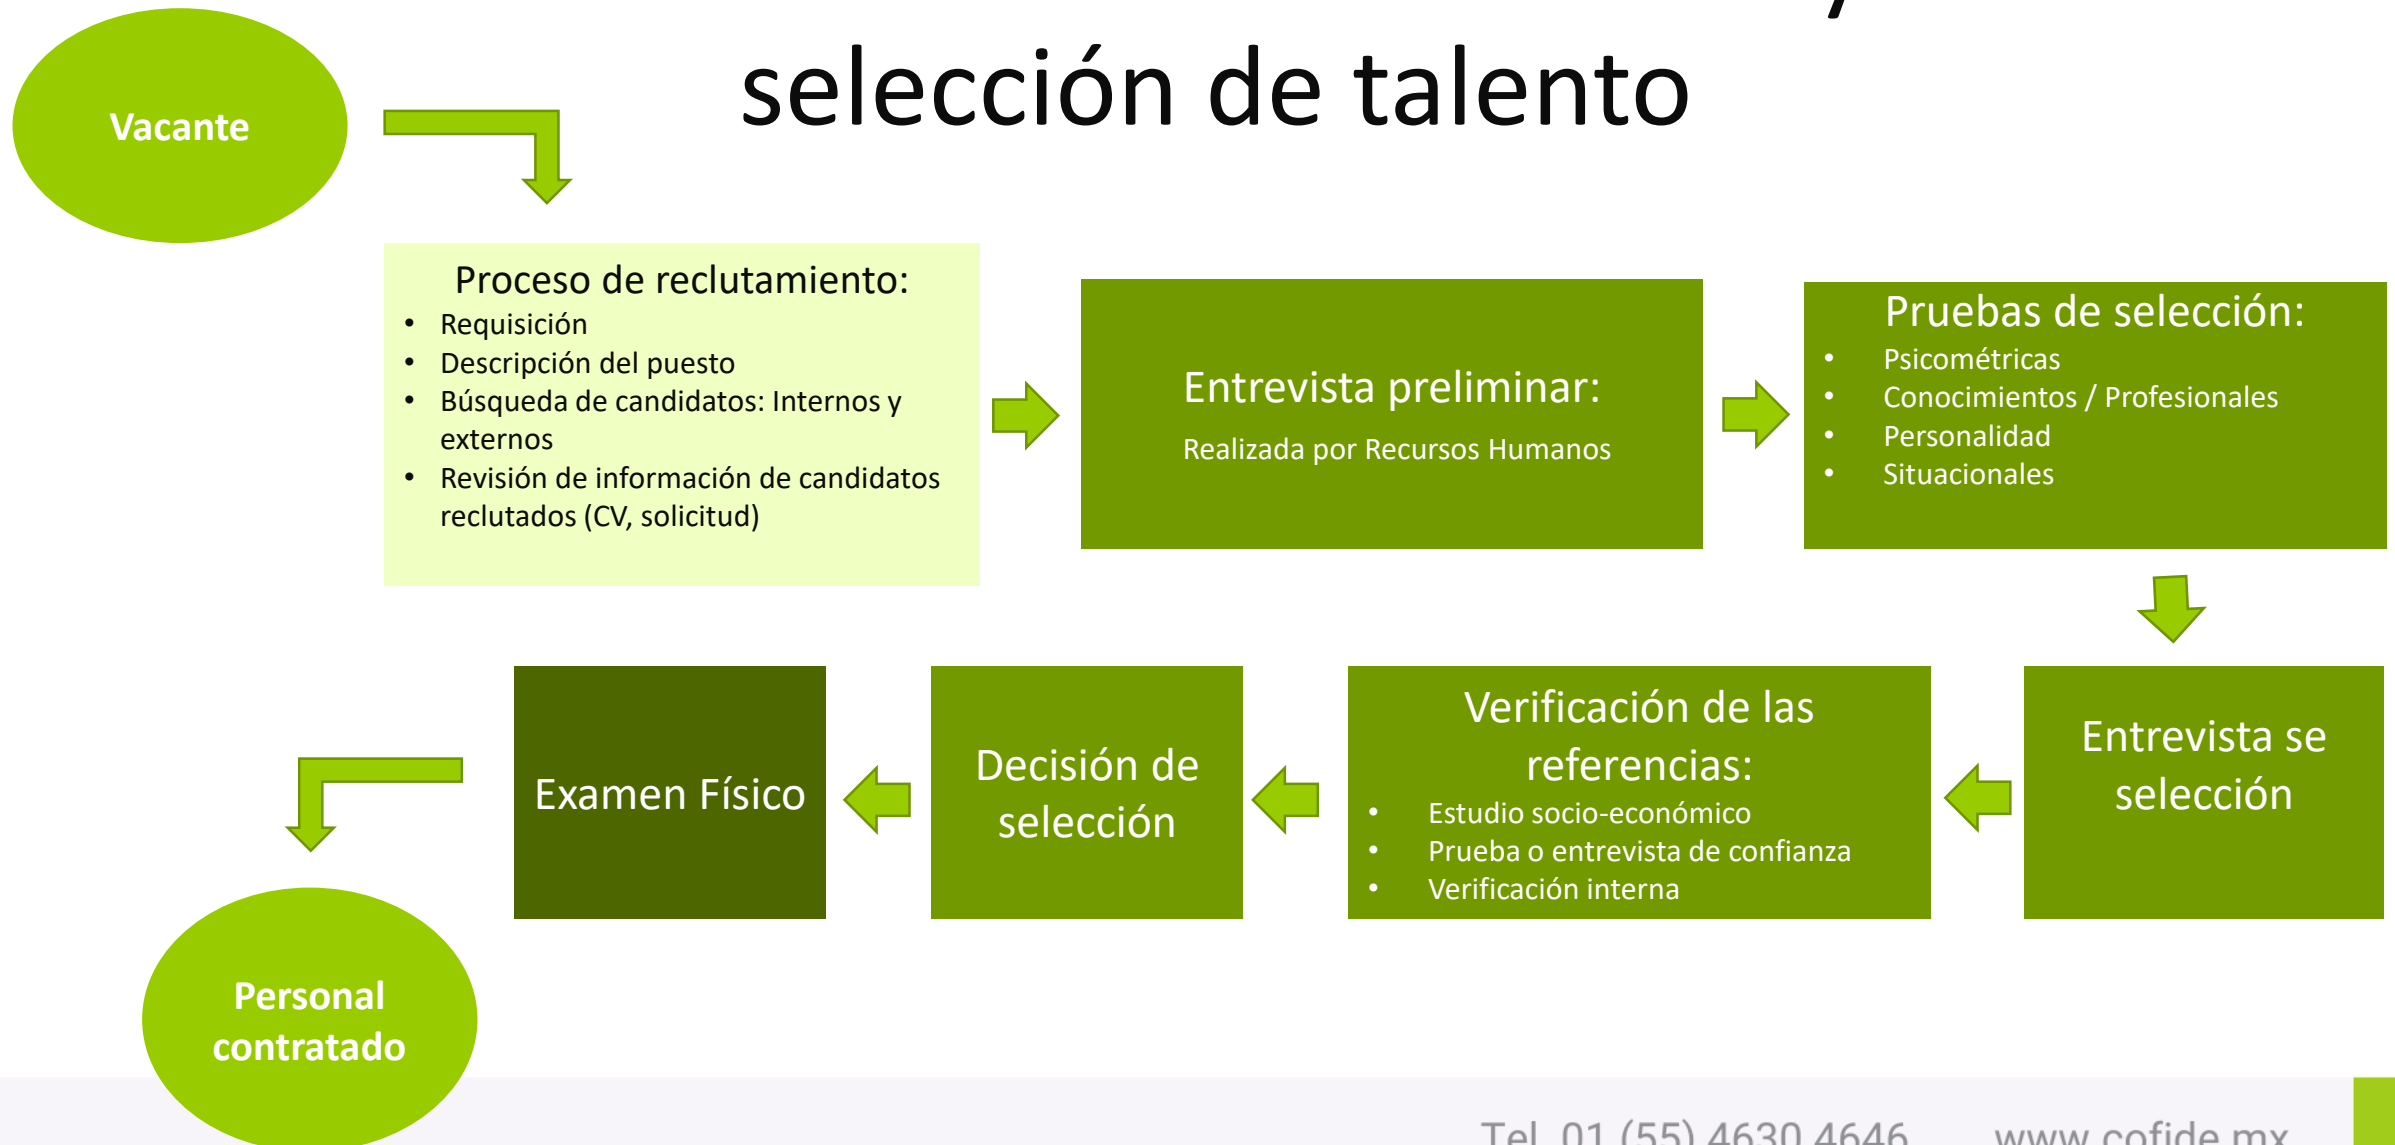 selección de talento
Vacante
Proceso de reclutamiento:
• Requisición
• Descripción del puesto
• Búsqueda de candidatos: Internos y
externos
• Revisión de información de candidatos
reclutados (CV, solicitud)
Entrevista preliminar:
Realizada por Recursos Humanos
Pruebas de selección:
• Psicométricas
• Conocimientos / Profesionales
• Personalidad
• Situacionales
Entrevista se
selección
Verificación de las
referencias:
• Estudio socio-económico
• Prueba o entrevista de confianza
• Verificación interna
Decisión de
selección
Examen Físico
Personal
contratado
Tel. 01 (55) 4630 4646 www.cofide.mx